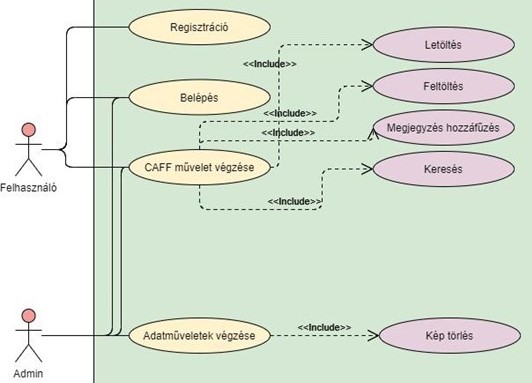 Regisztráció
Letöltés
<<Include>>
Feltöltés
Belépés
Megjegyzés hozzáfűzés
<<Include>>
<<Include>>
CAFF művelet végzése
Keresés
Felhasználó
<<Include>>
Adatműveletek végzése
<<Include>>
Kép törlés
Admin